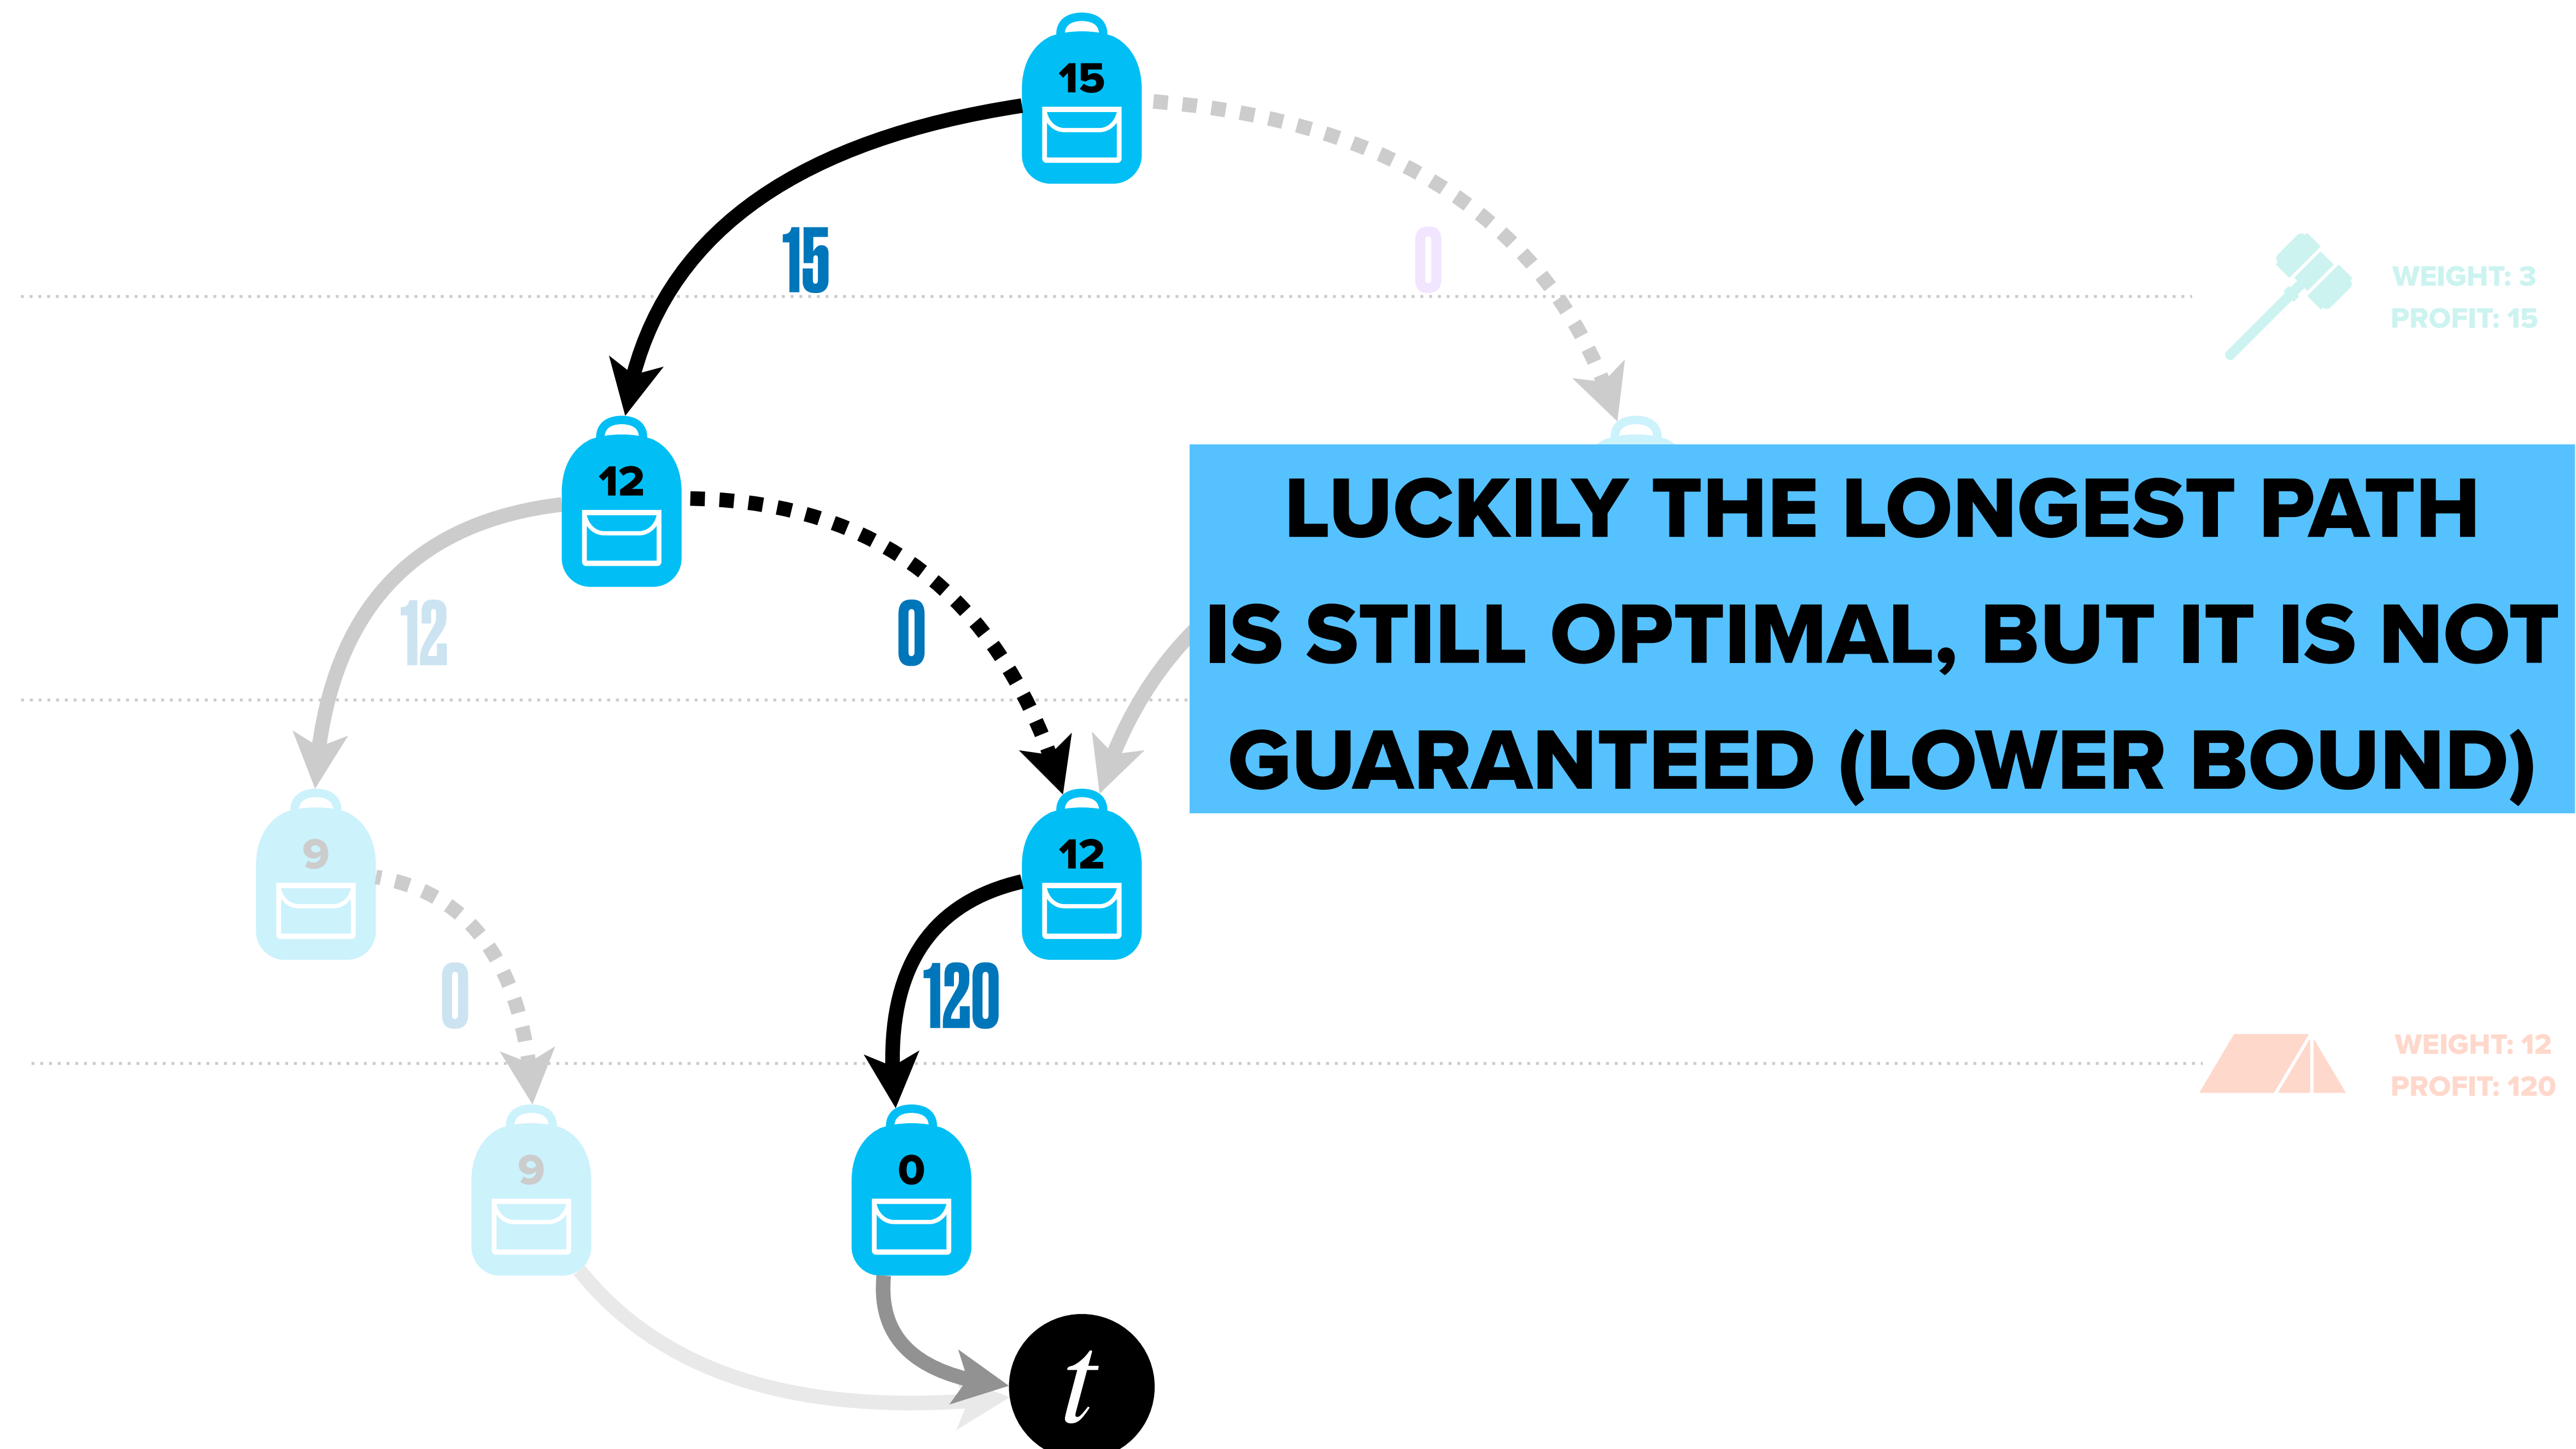 15
15
0
WEIGHT: 3
PROFIT: 15
12
LUCKILY THE LONGEST PATH
IS STILL OPTIMAL, BUT IT IS NOT
GUARANTEED (LOWER BOUND)
12
0
9
12
0
120
WEIGHT: 12
PROFIT: 120
9
0
t